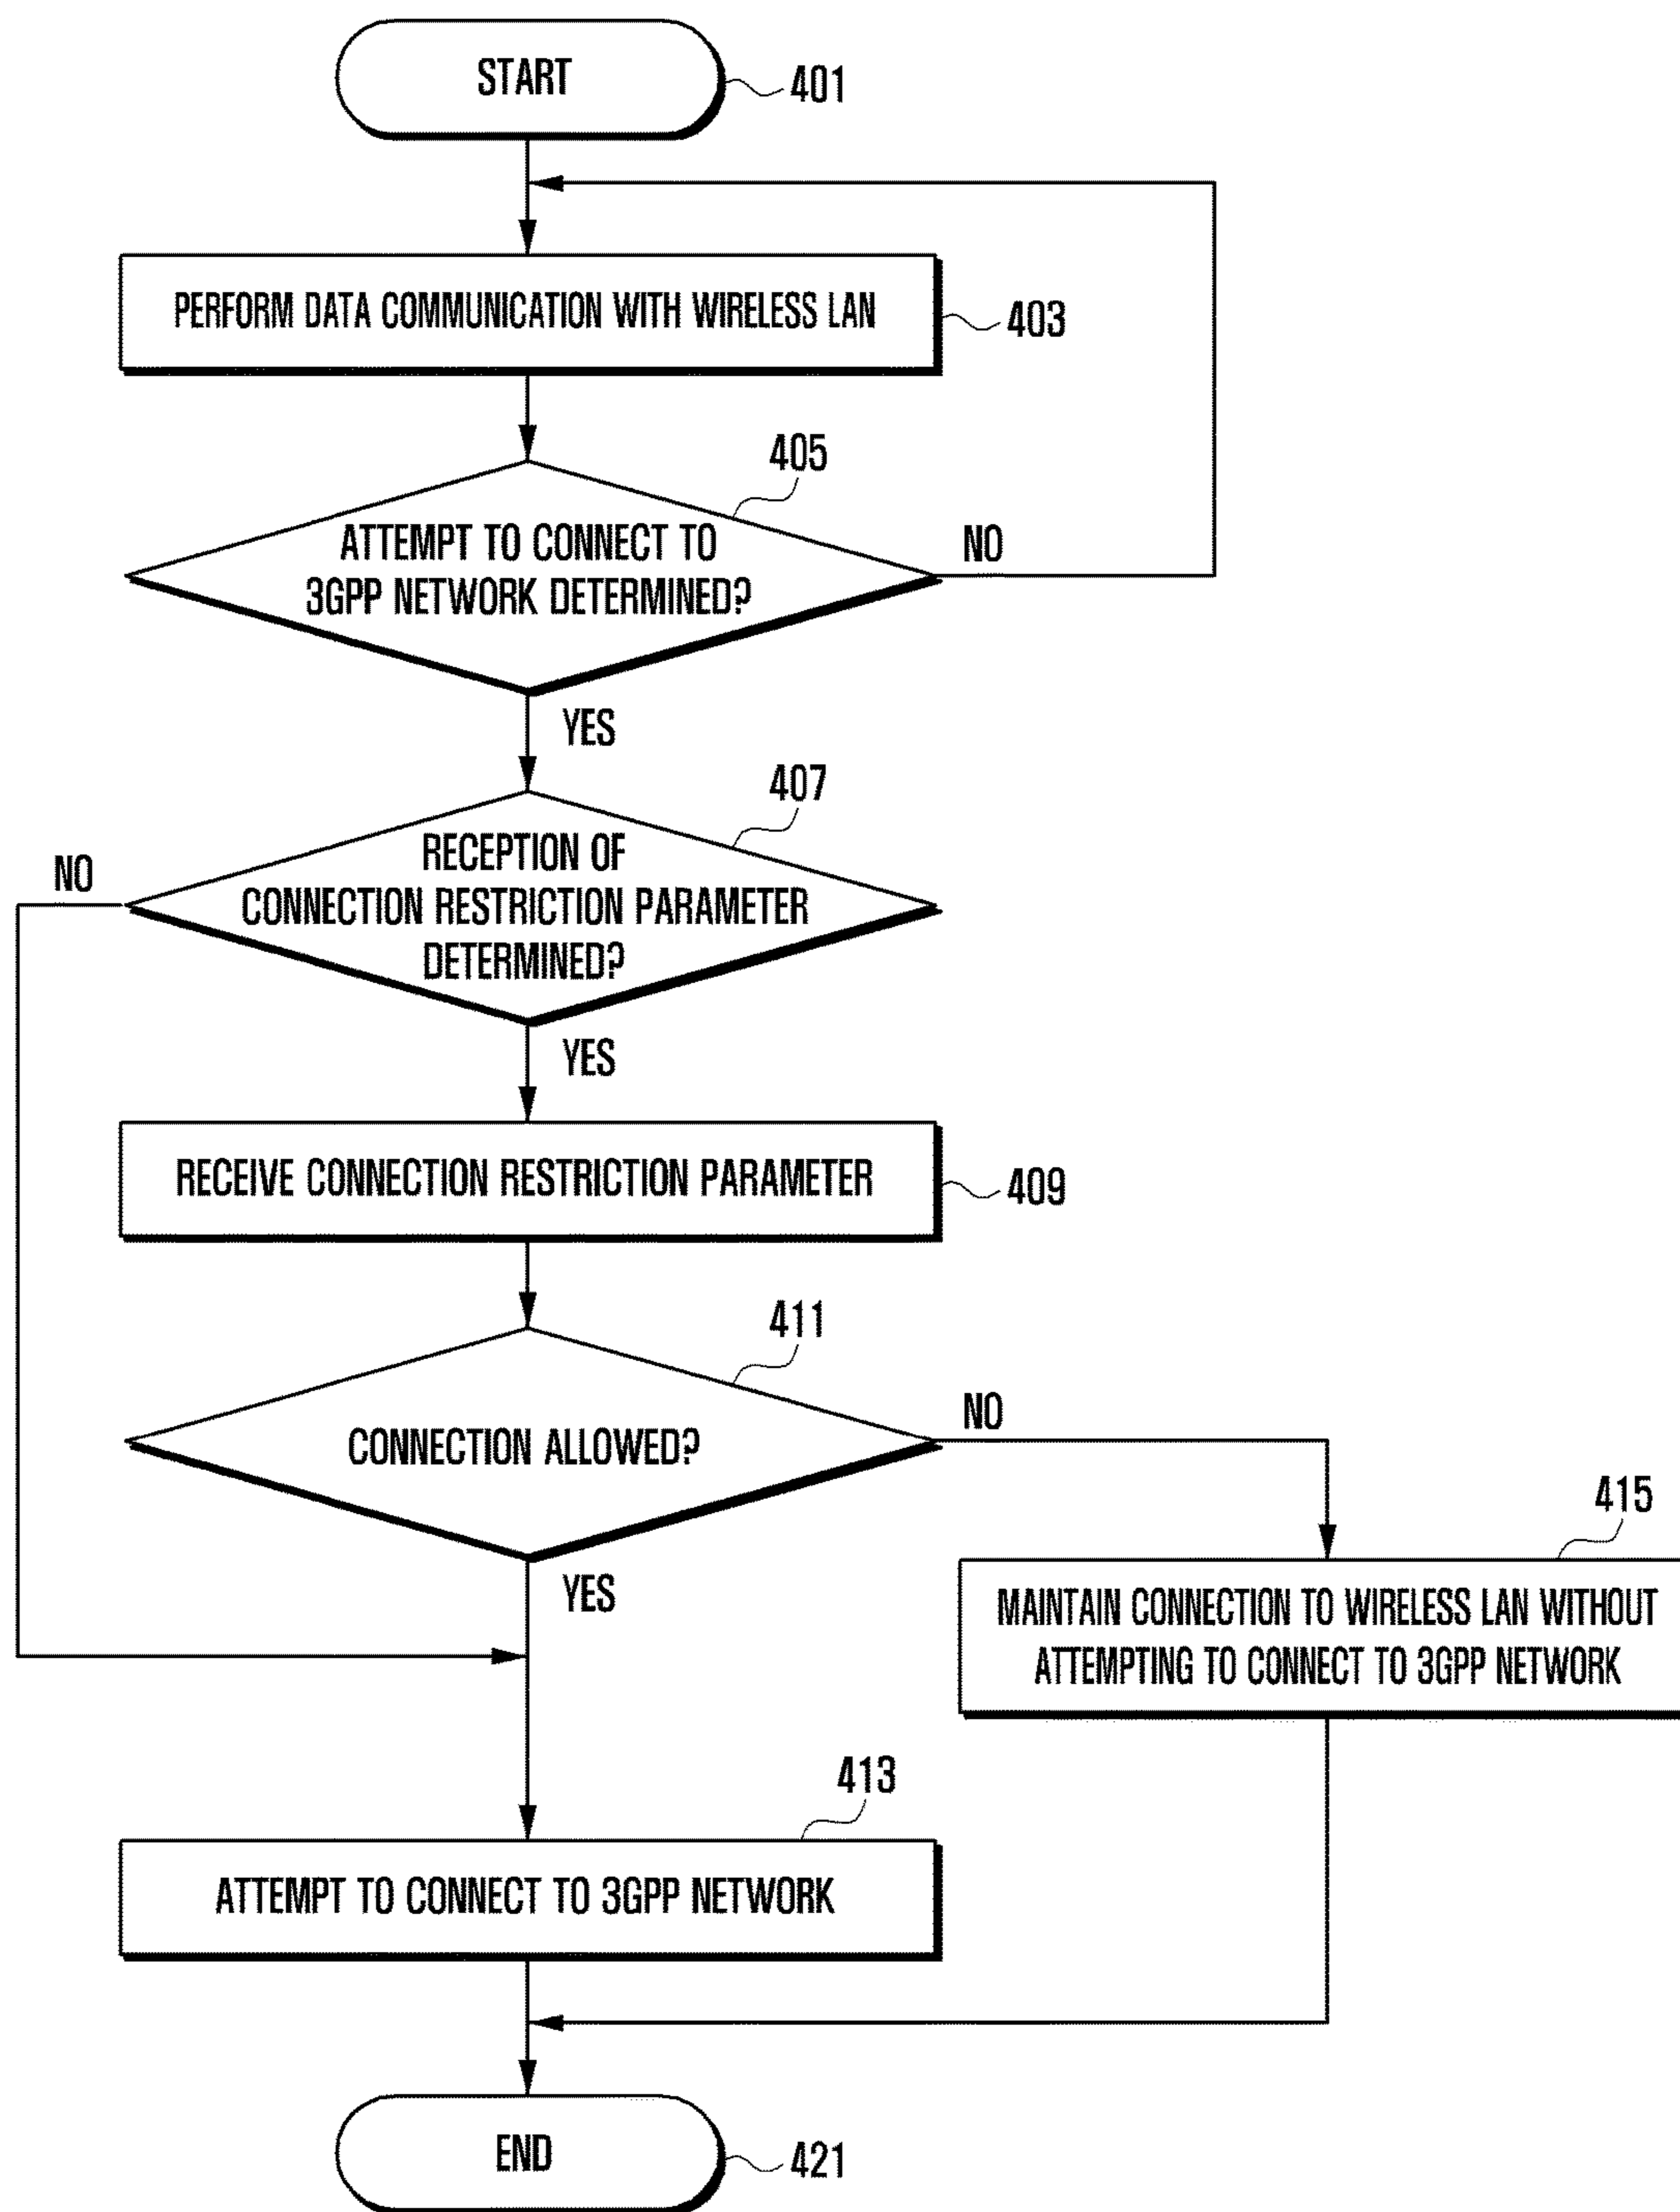 START
401
PERFORM DATA COMMUNICATION WITH WIRELESS LAN
403
405
ATTEMPT TO CONNECT TO
3GPP NETWORK DETERMINED?
NO
YES
407
RECEPTION OF
CONNECTION RESTRICTION PARAMETER
DETERMINED?
NO
YES
RECEIVE CONNECTION RESTRICTION PARAMETER
409
411
CONNECTION ALLOWED?
NO
YES
415
MAINTAIN CONNECTION TO WIRELESS LAN WITHOUT
ATTEMPTING TO CONNECT TO 3GPP NETWORK
413
ATTEMPT TO CONNECT TO 3GPP NETWORK
END
421